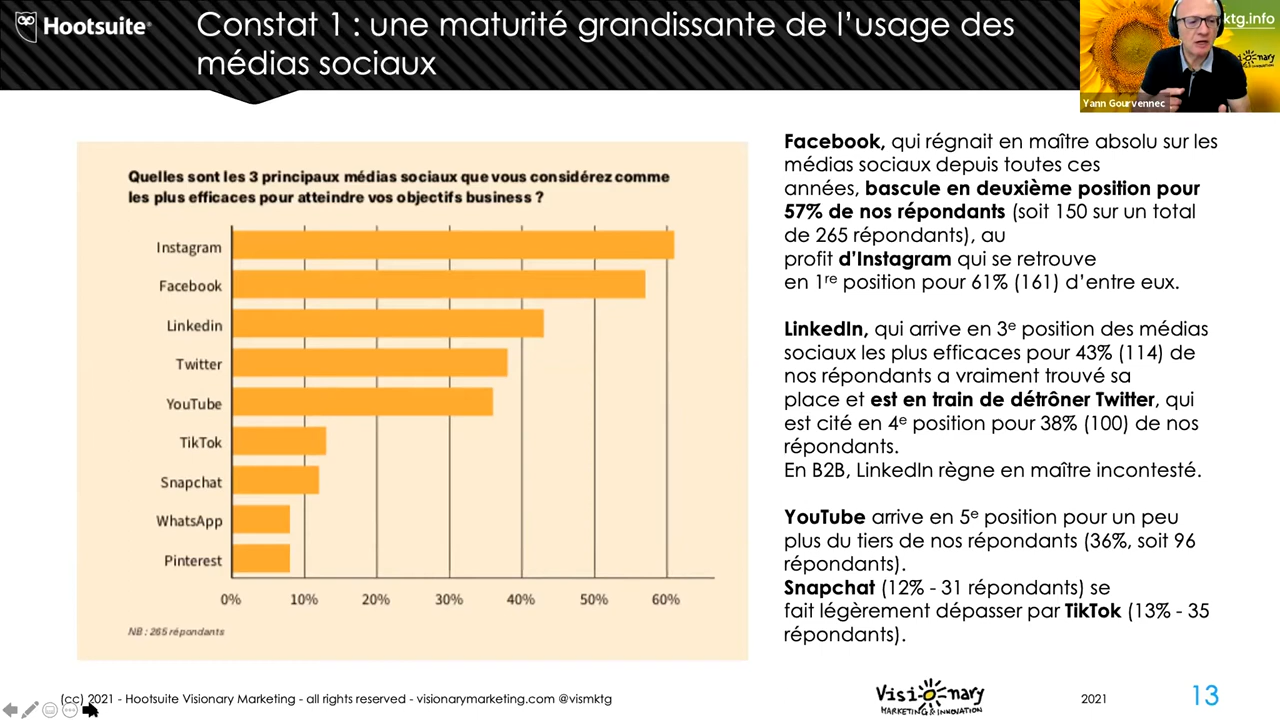 Hootsuite®
Constat 1 : une maturité grandissante de l’usage des
médias sociaux
ktg.info
Yann Gourvennec
Quelles sont les 3 principaux médias sociaux que vous considérez comme
les plus efficaces pour atteindre vos objectifs business ?
Instagram
Facebook
Linkedin
Twitter
YouTube
TikTok
Snapchat
WhatsApp
Pinterest
0% 10% 20% 30% 40% 50% 60%
NB : 265 répondants
Facebook, qui régnait en maître absolu sur les
médias sociaux depuis toutes ces
années, bascule en deuxième position pour
57% de nos répondants (soit 150 sur un total
de 265 répondants), au
profit d’Instagram qui se retrouve
en 1re position pour 61% (161) d’entre eux.
LinkedIn, qui arrive en 3e position des médias
sociaux les plus efficaces pour 43% (114) de
nos répondants a vraiment trouvé sa
place et est en train de détrôner Twitter, qui
est cité en 4e position pour 38% (100) de nos
répondants.
En B2B, LinkedIn règne en maître incontesté.
YouTube arrive en 5e position pour un peu
plus du tiers de nos répondants (36%, soit 96
répondants).
Snapchat (12% - 31 répondants) se
fait légèrement dépasser par TikTok (13% - 35
répondants).
(cc) 2021 - Hootsuite Visionary Marketing - all rights reserved - visionarymarketing.com @vismktg
Visionary
MARKETING & INNOVATION
2021
13